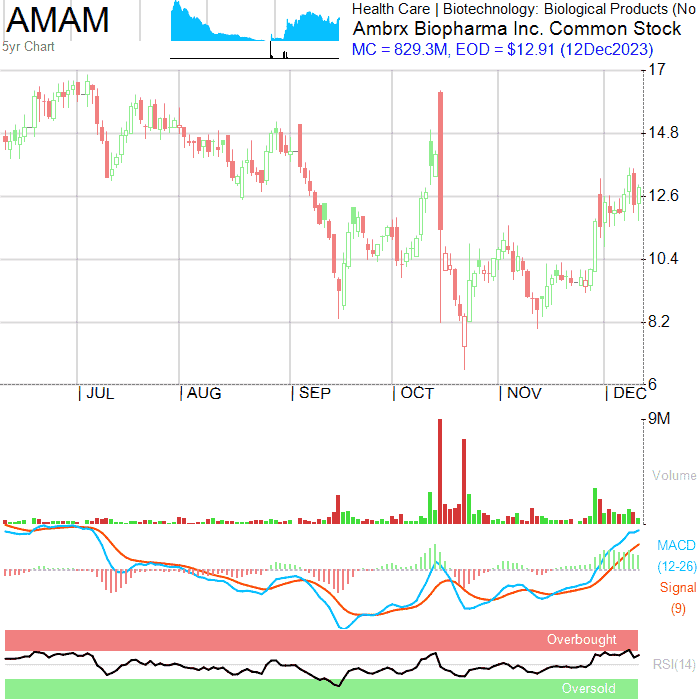 AMAM
5yr Chart
Health Care | Biotechnology: Biological Products (No
Ambrx Biopharma Inc. Common Stock
MC = 829.3M, EOD = $12.91 (12Dec2023)
17
14.8
12.6
10.4
8.2
6
| JUL | AUG | SEP | OCT | NOV | DEC
9M
Volume
MACD
(12-26)
Signal
(9)
Overbought
RSI(14)
Oversold